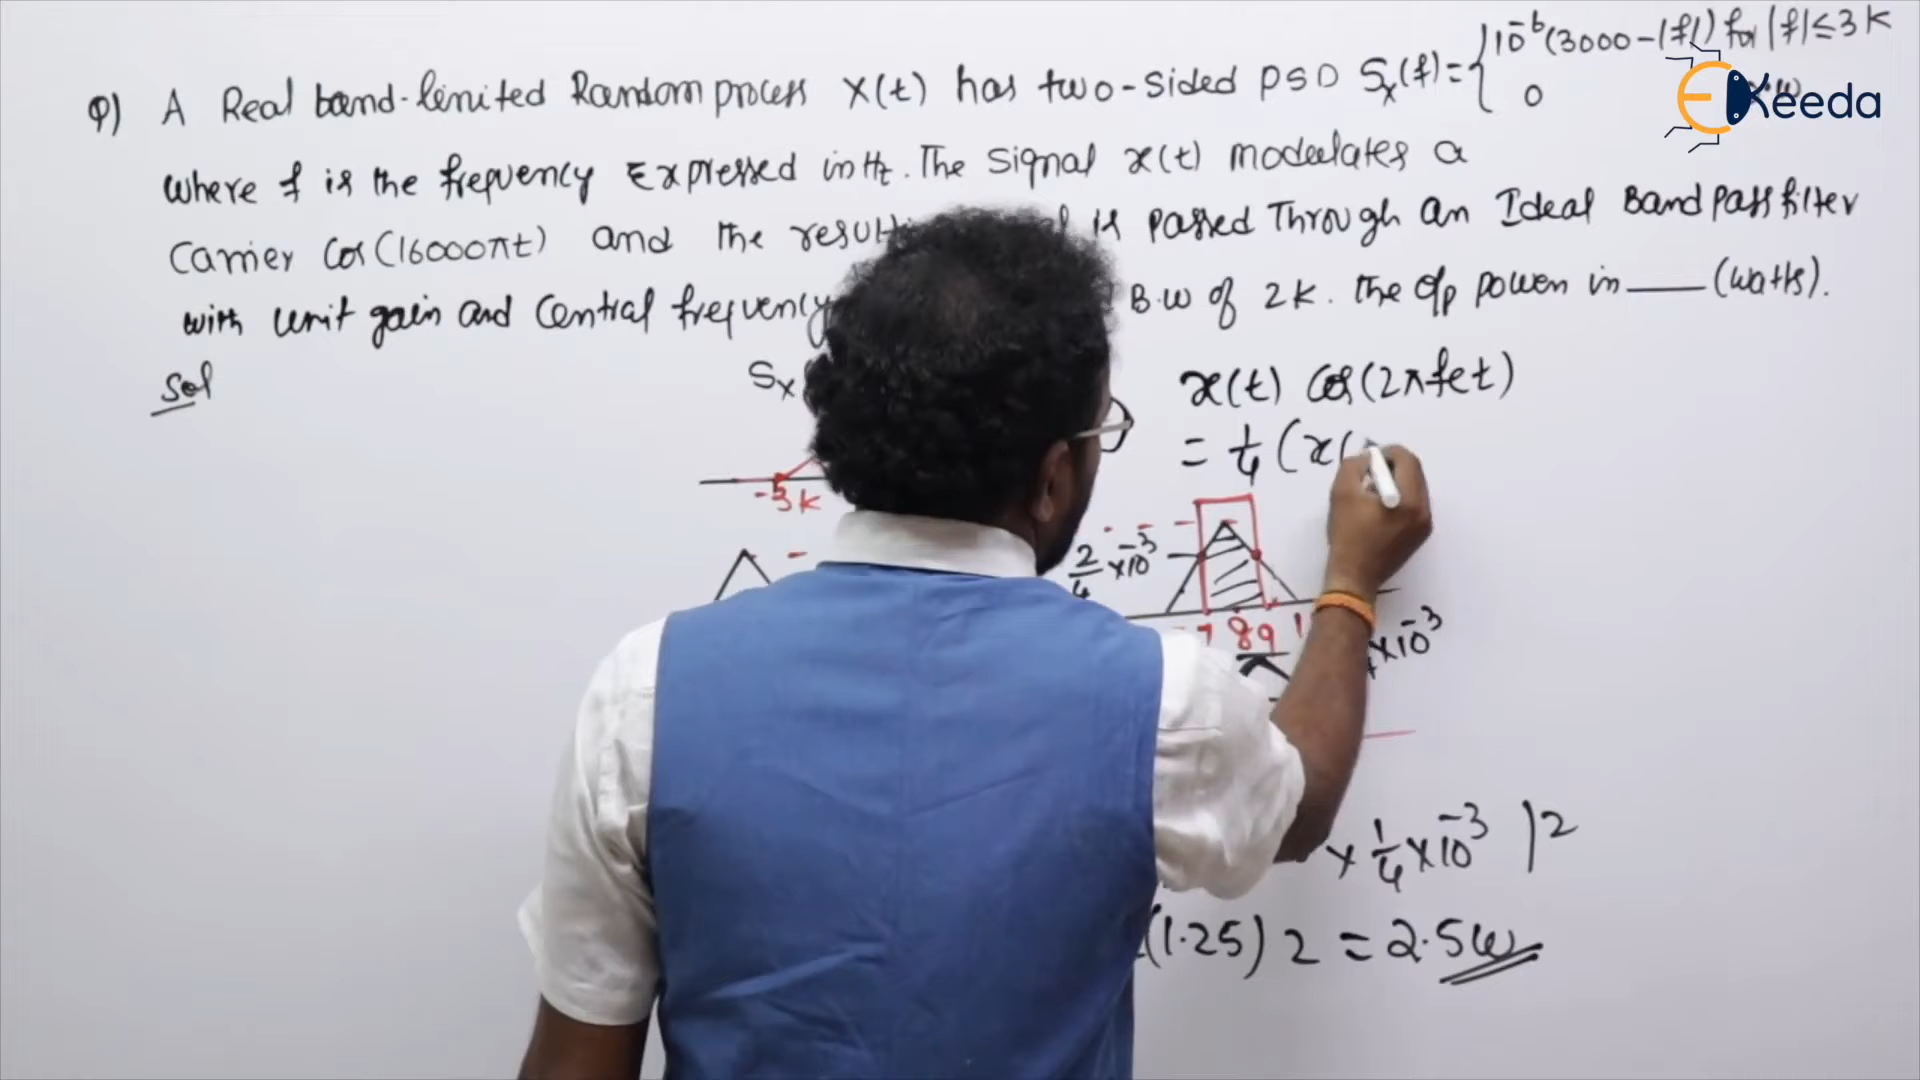 Q) A Real band-limited Random process X(t) has two-sided PSD Sx(f) = { 10^-6 (3000-|f|) for |f| ≤ 3K
0
Keeda
where f is the frequency Expressed in Hz. The Signal x(t) modulates a
Carrier Cos(16000πt) and the is passed Through an Ideal Band pass filter
with unit gain and Central frequency B.W of 2K. the o/p power in ____ (watts).
Sol
Sx
x(t) cos(2πfct)
= 1/4 (x(
-3K
2/4 ×10^-3
7 8 9 1
×10^-3
× 1/4 ×10^-3 )2
(1.25) 2 = 2.5w